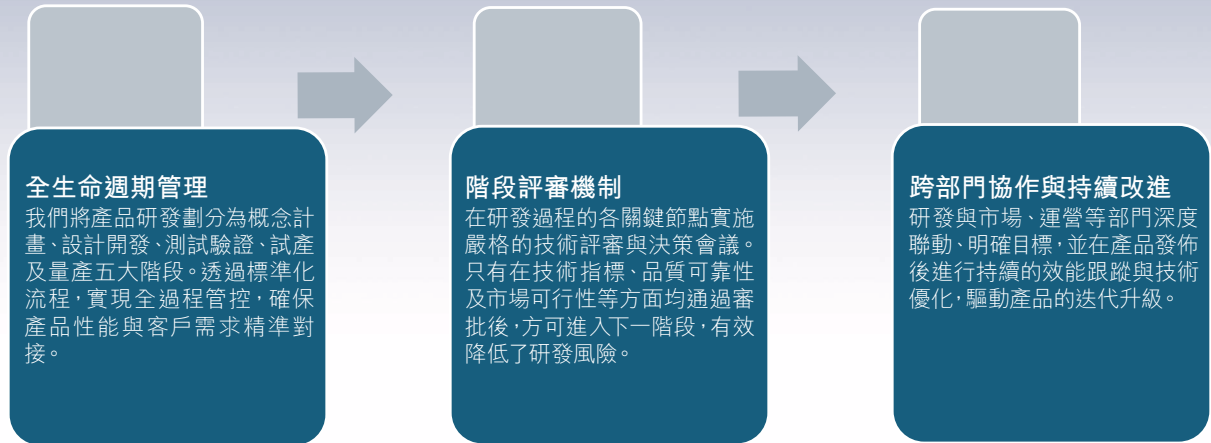 全生命週期管理
我們將產品研發劃分為概念計
畫、設計開發、測試驗證、試產
及量產五大階段。透過標準化
流程，實現全過程管控，確保
產品性能與客戶需求精準對
接。
階段評審機制
在研發過程的各關鍵節點實施
嚴格的技術評審與決策會議。
只有在技術指標、品質可靠性
及市場可行性等方面均通過審
批後，方可進入下一階段，有效
降低了研發風險。
跨部門協作與持續改進
研發與市場、運營等部門深度
聯動、明確目標，並在產品發佈
後進行持續的效能跟蹤與技術
優化，驅動產品的迭代升級。